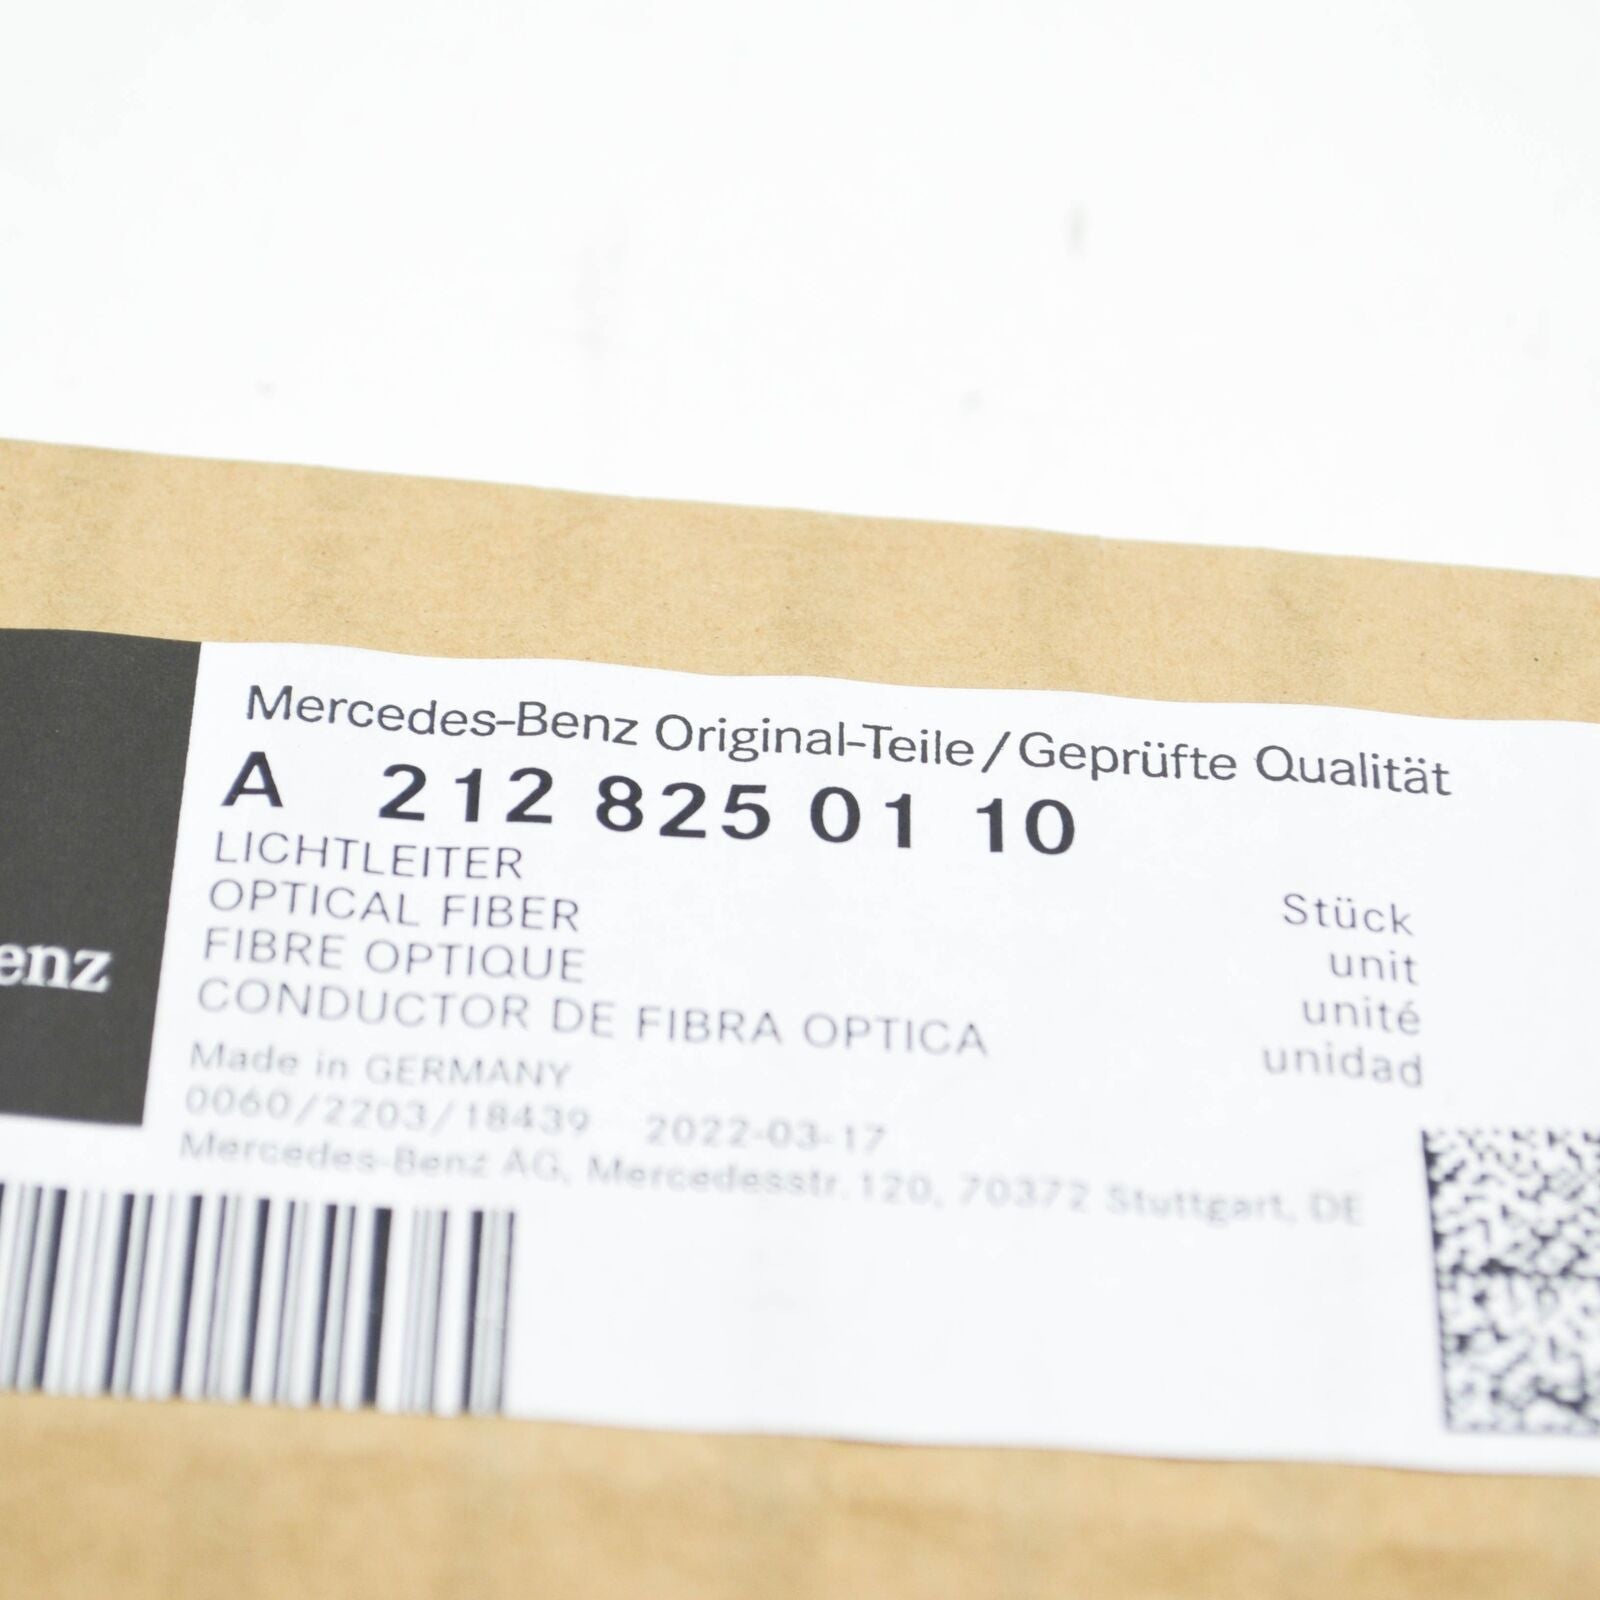 Mercedes-Benz Original-Teile/Geprüfte Qualität
A 212 825 01 10
LICHTLEITER
OPTICAL FIBER
FIBRE OPTIQUE
CONDUCTOR DE FIBRA OPTICA
Stück
unit
unité
unidad
enz
Made in GERMANY
0060/2203/18439 2022-03-17
Mercedes-Benz AG, Mercedesstr. 120, 70372 Stuttgart, DE